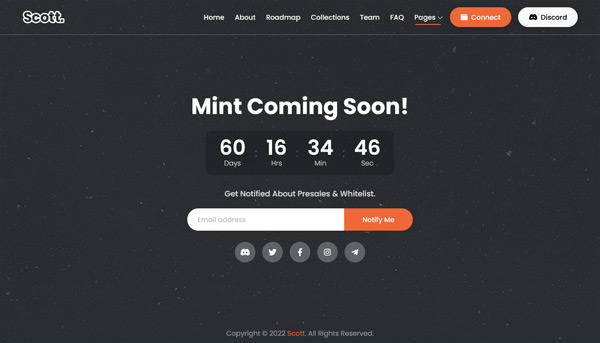 Scott.
Home About Roadmap Collections Team FAQ Pages Connect Discord
Mint Coming Soon!
60 : 16 : 34 : 46
Days Hrs Min Sec
Get Notified About Presales & Whitelist.
Email address Notify Me
Copyright © 2022 Scott. All Rights Reserved.